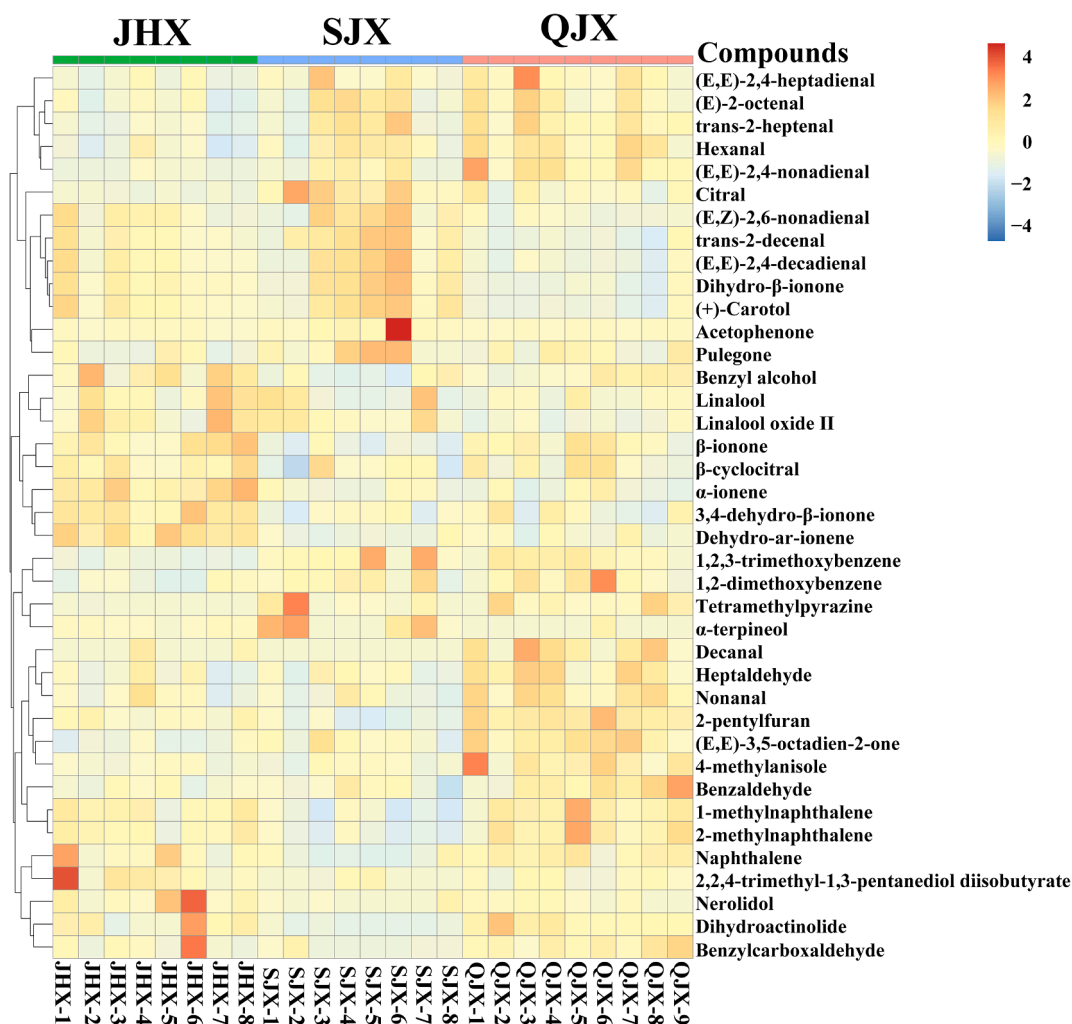 JHX
SJX
QJX
Compounds
(E,E)-2,4-heptadienal
(E)-2-octenal
trans-2-heptenal
Hexanal
(E,E)-2,4-nonadienal
Citral
(E,Z)-2,6-nonadienal
trans-2-decenal
(E,E)-2,4-decadienal
Dihydro-β-ionone
(+)-Carotol
Acetophenone
Pulegone
Benzyl alcohol
Linalool
Linalool oxide II
β-ionone
β-cyclocitral
α-ionene
3,4-dehydro-β-ionone
Dehydro-ar-ionene
1,2,3-trimethoxybenzene
1,2-dimethoxybenzene
Tetramethylpyrazine
α-terpineol
Decanal
Heptaldehyde
Nonanal
2-pentylfuran
(E,E)-3,5-octadien-2-one
4-methylanisole
Benzaldehyde
1-methylnaphthalene
2-methylnaphthalene
Naphthalene
2,2,4-trimethyl-1,3-pentanediol diisobutyrate
Nerolidol
Dihydroactinolide
Benzylcarboxaldehyde
4
2
0
−2
−4
JHX-1
JHX-2
JHX-3
JHX-4
JHX-5
JHX-6
JHX-7
JHX-8
SJX-1
SJX-2
SJX-3
SJX-4
SJX-5
SJX-6
SJX-7
SJX-8
QJX-1
QJX-2
QJX-3
QJX-4
QJX-5
QJX-6
QJX-7
QJX-8
QJX-9